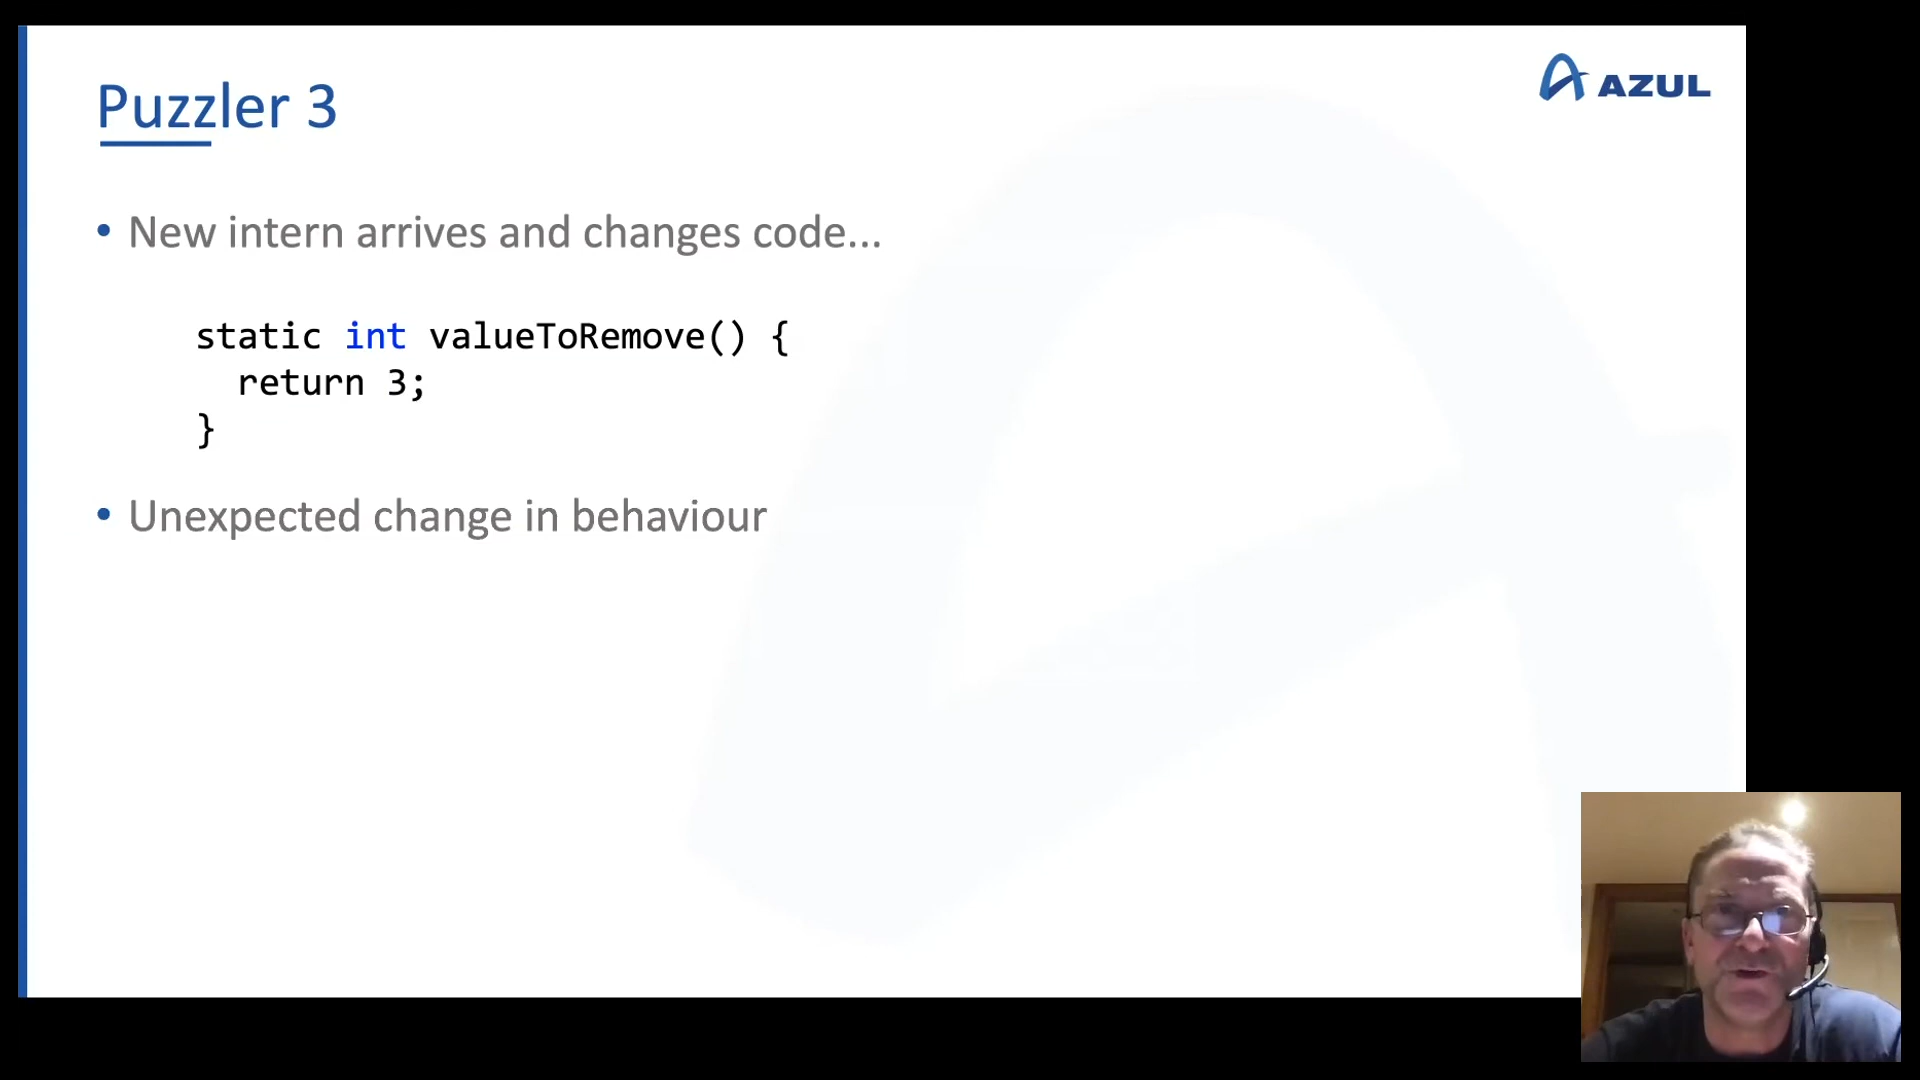 Puzzler 3
AZUL
• New intern arrives and changes code...
static int valueToRemove() {
return 3;
}
• Unexpected change in behaviour